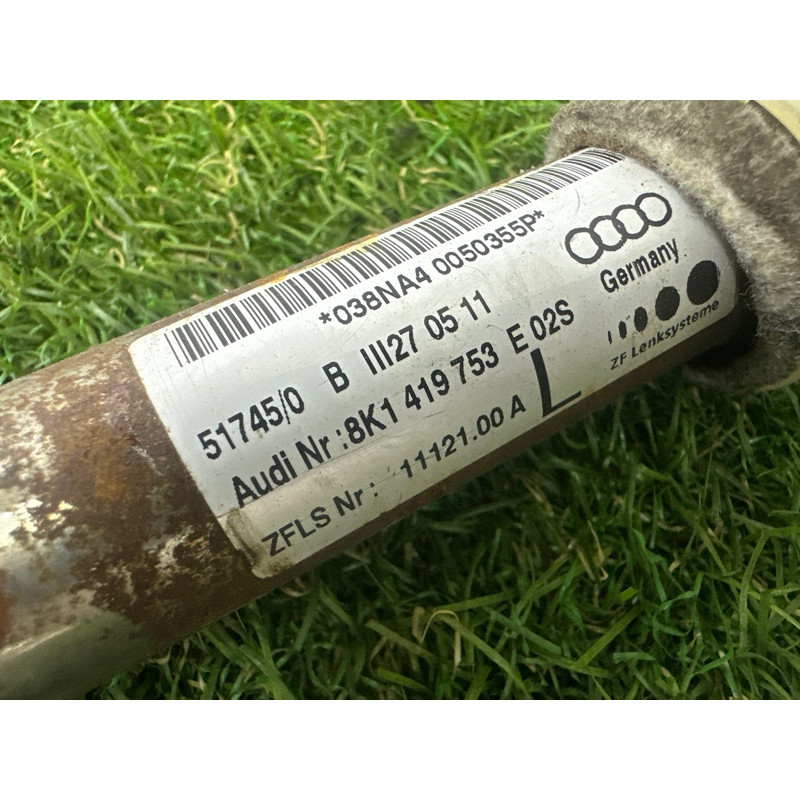 *038NA4 0050355P*
51745/0 B III27 05 11
Audi Nr :8K1 419 753 E 02S
ZFLS Nr : 11121.00 A L
Germany
ZF Lenksysteme